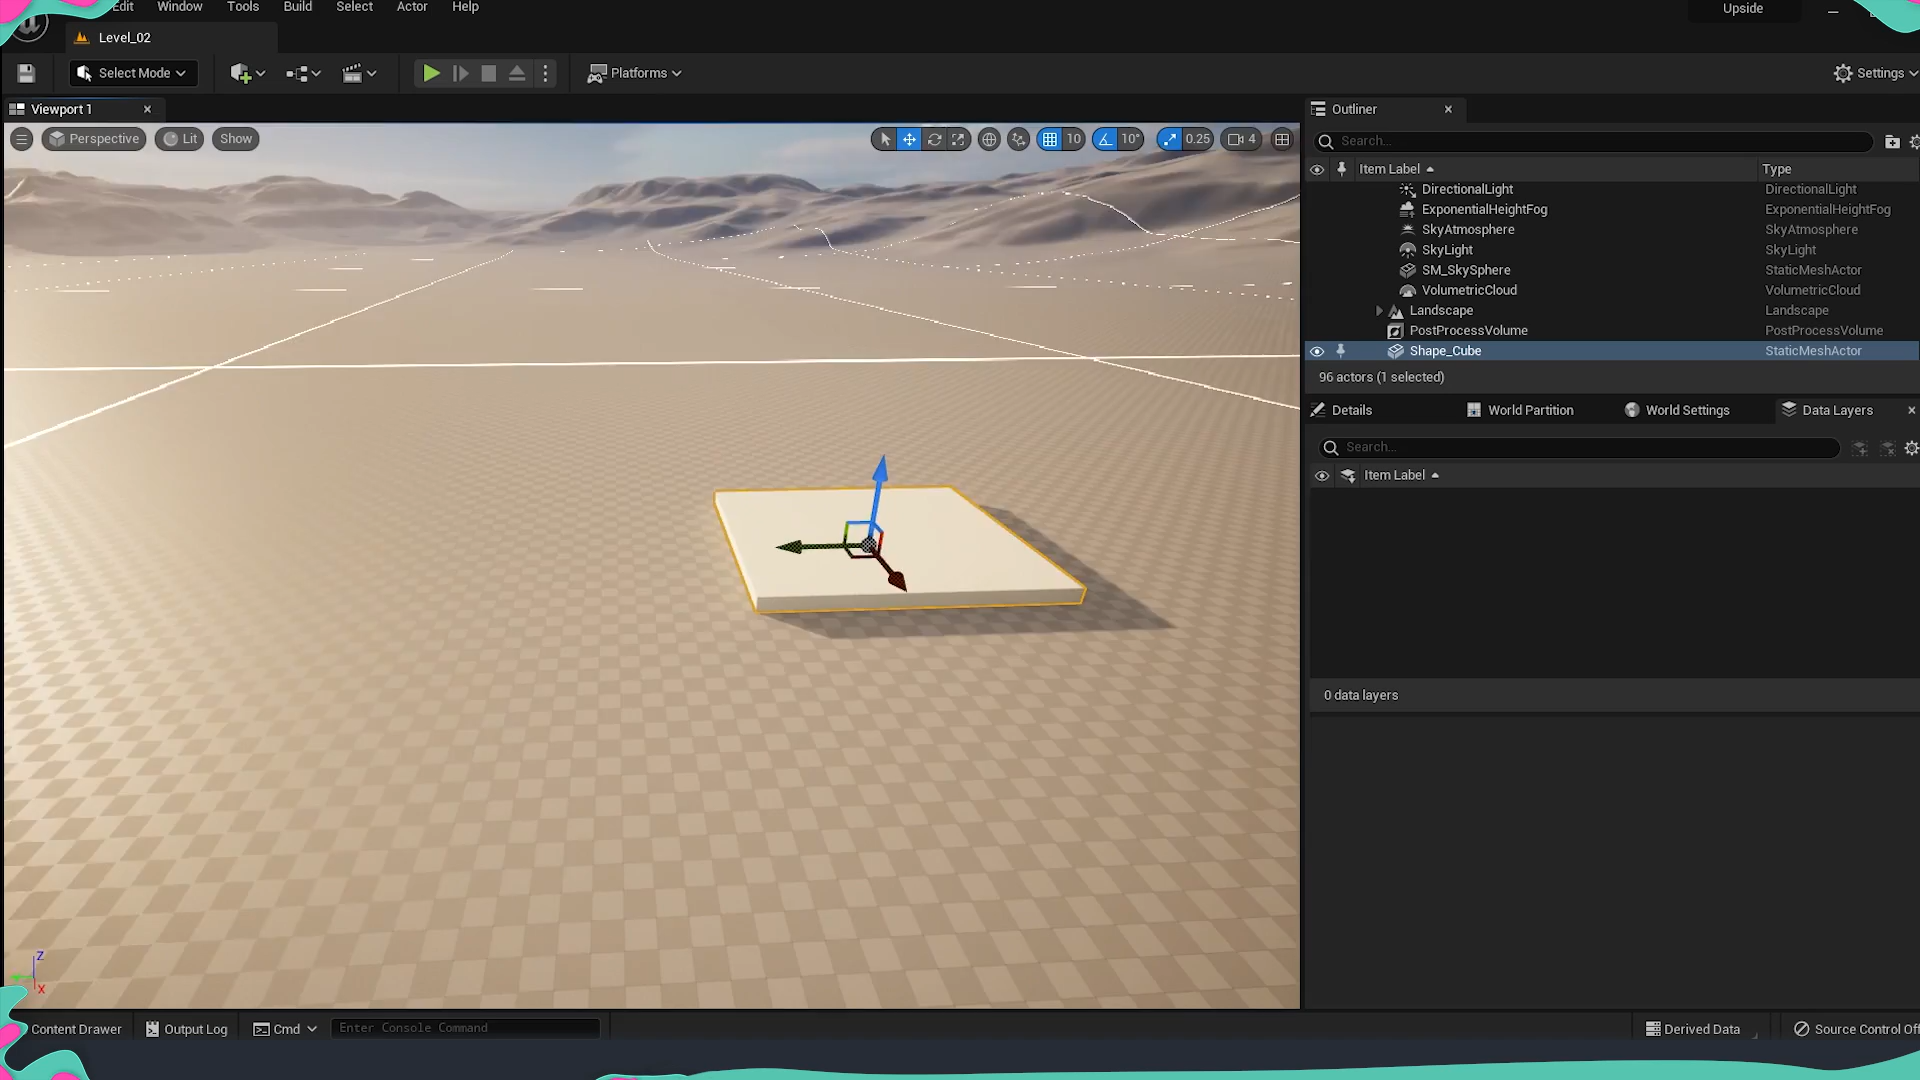 Edit Window Tools Build Select Actor Help Upside
Level_02
Select Mode Platforms Settings
Viewport 1 Outliner
Perspective Lit Show 10 10° 0.25 4 Search...
Item Label Type
DirectionalLight DirectionalLight
ExponentialHeightFog ExponentialHeightFog
SkyAtmosphere SkyAtmosphere
SkyLight SkyLight
SM_SkySphere StaticMeshActor
VolumetricCloud VolumetricCloud
Landscape Landscape
PostProcessVolume PostProcessVolume
Shape_Cube StaticMeshActor
96 actors (1 selected)
Details World Partition World Settings Data Layers
Search...
Item Label
0 data layers
Z
X
Content Drawer Output Log Cmd Enter Console Command Derived Data Source Control Off